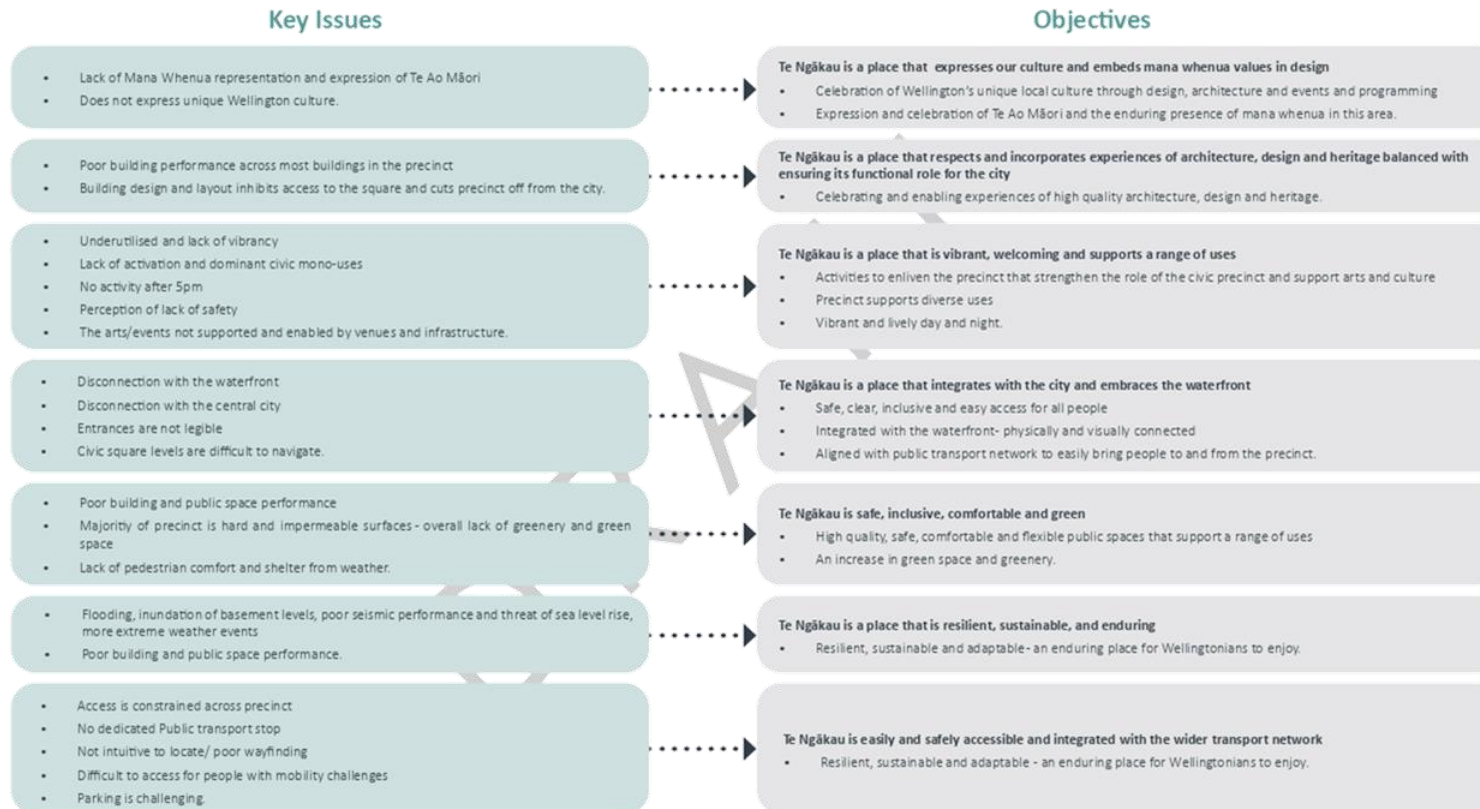 Key Issues
Objectives
• Lack of Mana Whenua representation and expression of Te Ao Māori
• Does not express unique Wellington culture.
Te Ngākau is a place that expresses our culture and embeds mana whenua values in design
• Celebration of Wellington's unique local culture through design, architecture and events and programming
• Expression and celebration of Te Ao Māori and the enduring presence of mana whenua in this area.
• Poor building performance across most buildings in the precinct
• Building design and layout inhibits access to the square and cuts precinct off from the city.
Te Ngākau is a place that respects and incorporates experiences of architecture, design and heritage balanced with
ensuring its functional role for the city
• Celebrating and enabling experiences of high quality architecture, design and heritage.
• Underutilised and lack of vibrancy
• Lack of activation and dominant civic mono-uses
• No activity after 5pm
• Perception of lack of safety
• The arts/events not supported and enabled by venues and infrastructure.
Te Ngākau is a place that is vibrant, welcoming and supports a range of uses
• Activities to enliven the precinct that strengthen the role of the civic precinct and support arts and culture
• Precinct supports diverse uses
• Vibrant and lively day and night.
• Disconnection with the waterfront
• Disconnection with the central city
• Entrances are not legible
• Civic square levels are difficult to navigate.
Te Ngākau is a place that integrates with the city and embraces the waterfront
• Safe, clear, inclusive and easy access for all people
• Integrated with the waterfront- physically and visually connected
• Aligned with public transport network to easily bring people to and from the precinct.
• Poor building and public space performance
• Majoritiy of precinct is hard and impermeable surfaces - overall lack of greenery and green
space
• Lack of pedestrian comfort and shelter from weather.
Te Ngākau is safe, inclusive, comfortable and green
• High quality, safe, comfortable and flexible public spaces that support a range of uses
• An increase in green space and greenery.
• Flooding, inundation of basement levels, poor seismic performance and threat of sea level rise,
more extreme weather events
• Poor building and public space performance.
Te Ngākau is a place that is resilient, sustainable, and enduring
• Resilient, sustainable and adaptable- an enduring place for Wellingtonians to enjoy.
• Access is constrained across precinct
• No dedicated Public transport stop
• Not intuitive to locate/ poor wayfinding
• Difficult to access for people with mobility challenges
• Parking is challenging.
Te Ngākau is easily and safely accessible and integrated with the wider transport network
• Resilient, sustainable and adaptable - an enduring place for Wellingtonians to enjoy.